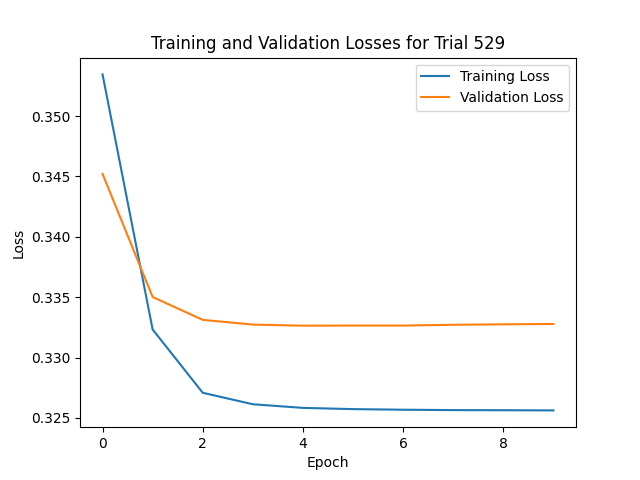 Training and Validation Losses for Trial 529
Training Loss
Validation Loss
0.350
0.345
0.340
0.335
0.330
0.325
Loss
0 2 4 6 8
Epoch